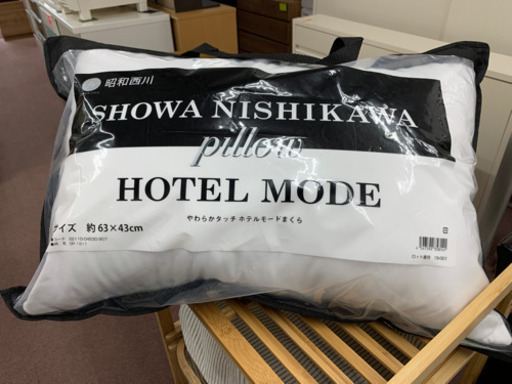 昭和西川
SHOWA NISHIKAWA
pillow
HOTEL MODE
やわらかタッチ ホテルモードまくら
イズ 約63×43cm